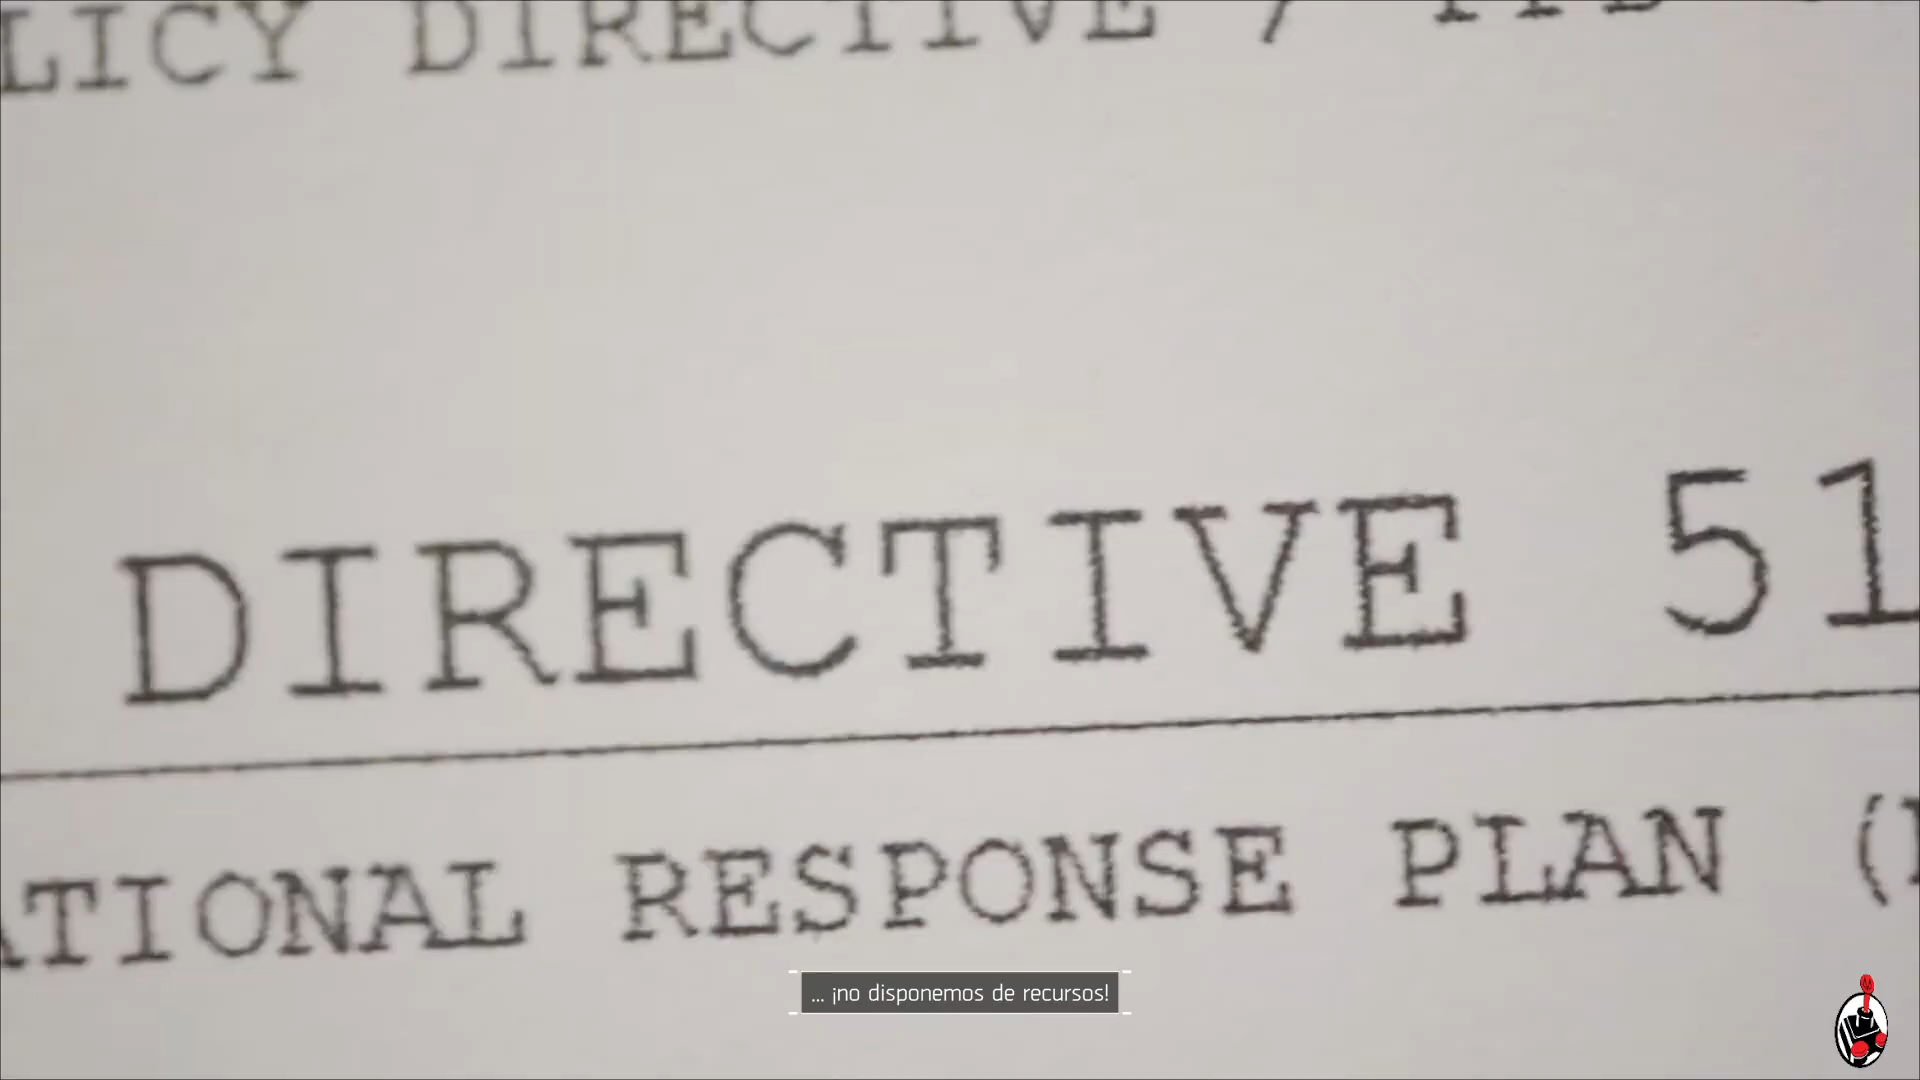 LICY DIRECTIVE /
DIRECTIVE 51
ATIONAL RESPONSE PLAN (
... ¡no disponemos de recursos!